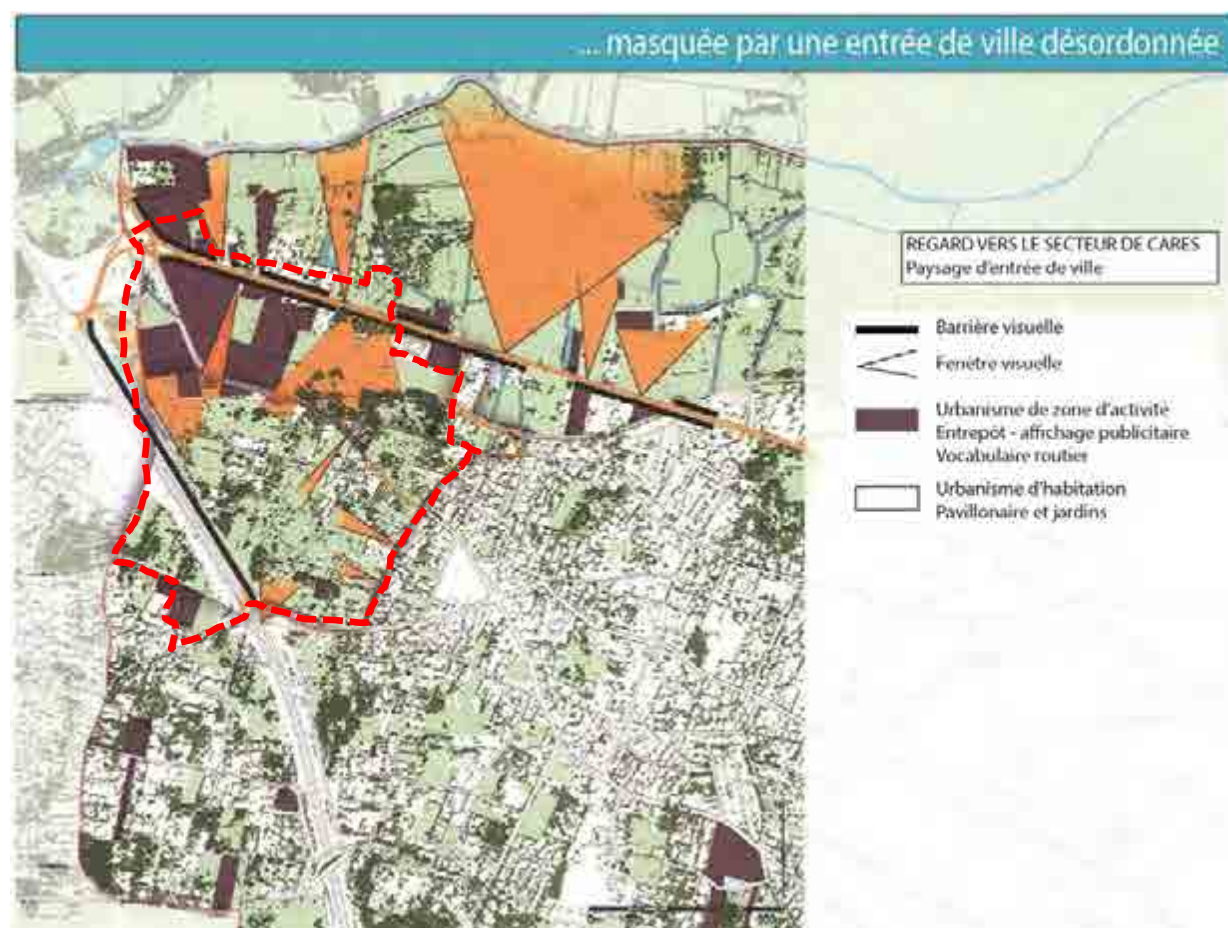 ... masquée par une entrée de ville désordonnée
REGARD VERS LE SECTEUR DE CARES
Paysage d'entrée de ville
Barrière visuelle
Fenêtre visuelle
Urbanisme de zone d'activité
Entrepôt - affichage publicitaire
Vocabulaire routier
Urbanisme d'habitation
Pavillonaire et jardins